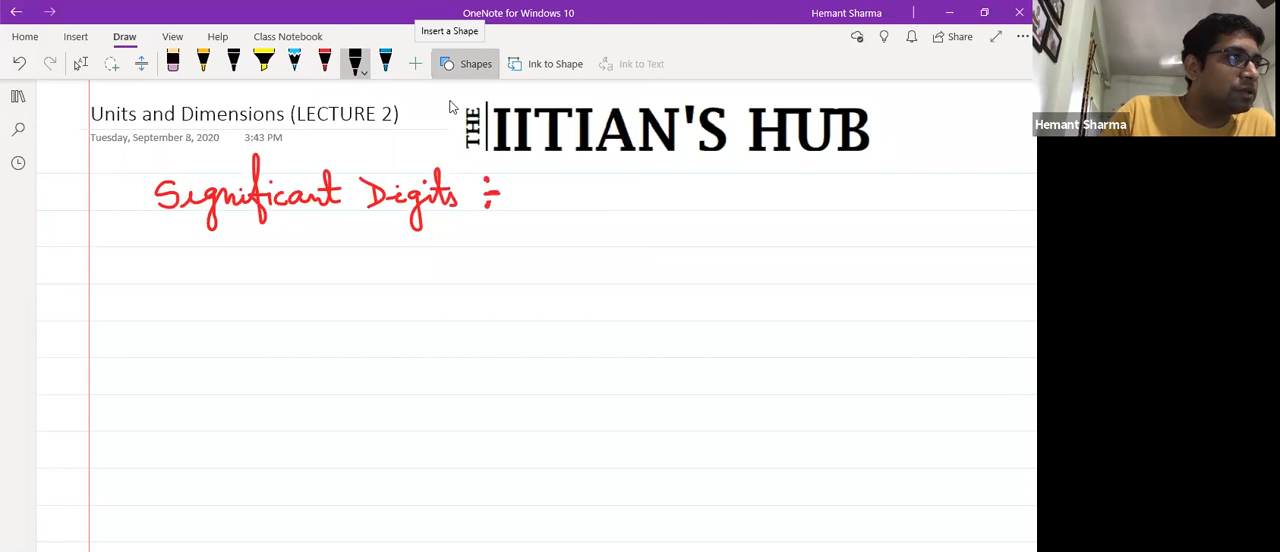 OneNote for Windows 10
Hemant Sharma
Insert a Shape
Home Insert Draw View Help Class Notebook
Share
Shapes
Ink to Shape
Ink to Text
Units and Dimensions (LECTURE 2)
Tuesday, September 8, 2020 3:43 PM
THE IITIAN'S HUB
Significant Digits :-
Hemant Sharma